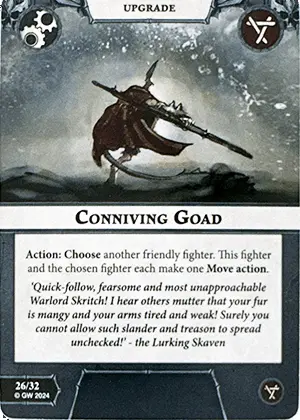 UPGRADE
CONNIVING GOAD
Action: Choose another friendly fighter. This fighter
and the chosen fighter each make one Move action.
'Quick-follow, fearsome and most unapproachable
Warlord Skritch! I hear others mutter that your fur
is mangy and your arms tired and weak! Surely you
cannot allow such slander and treason to spread
unchecked!' - the Lurking Skaven
26/32
© GW 2024